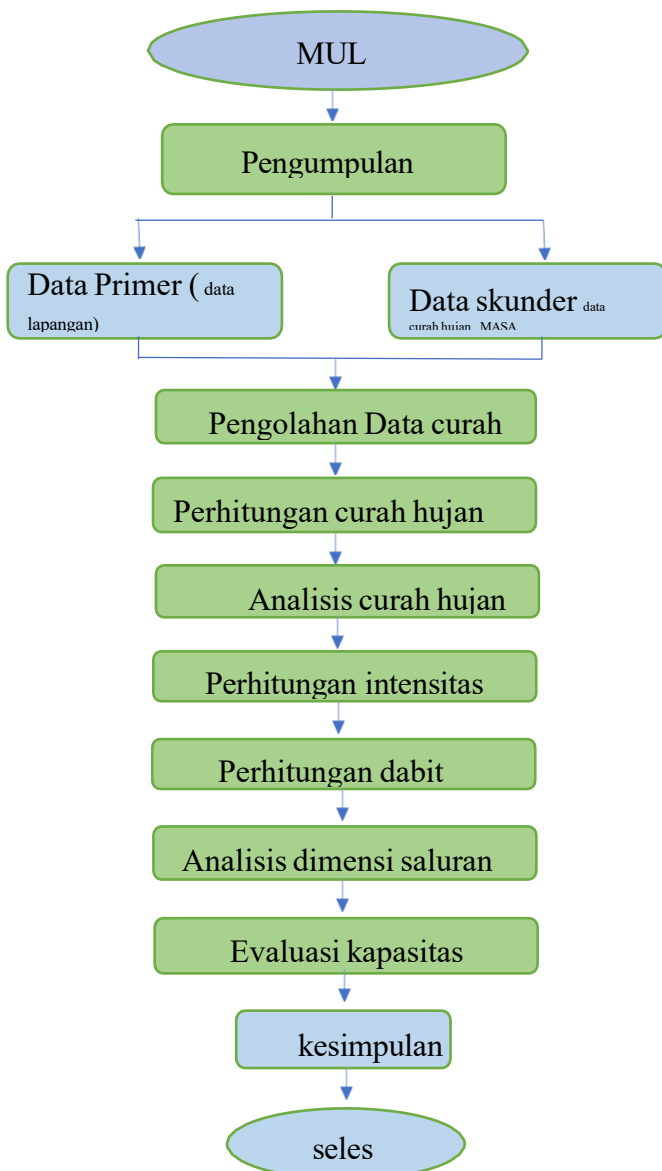 MUL
Pengumpulan
Data Primer ( data
lapangan)
Data skunder data
curah hujan MASA
Pengolahan Data curah
Perhitungan curah hujan
Analisis curah hujan
Perhitungan intensitas
Perhitungan dabit
Analisis dimensi saluran
Evaluasi kapasitas
kesimpulan
seles